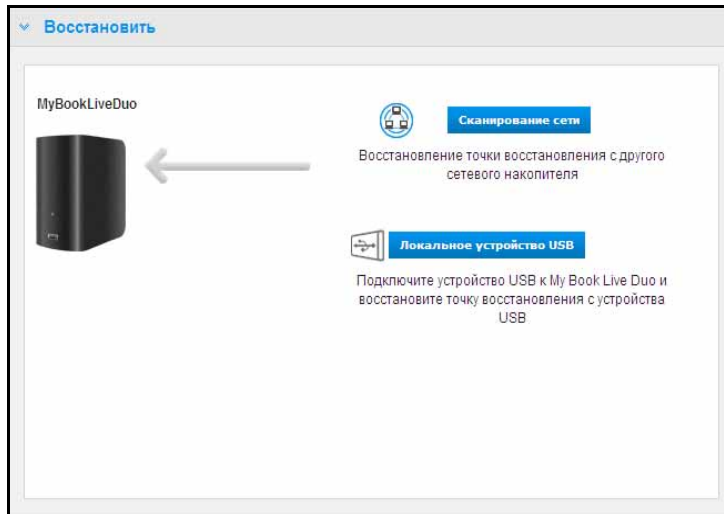 Восстановить
MyBookLiveDuo
Сканирование сети
Восстановление точки восстановления с другого
сетевого накопителя
Локальное устройство USB
Подключите устройство USB к My Book Live Duo и
восстановите точку восстановления с устройства
USB